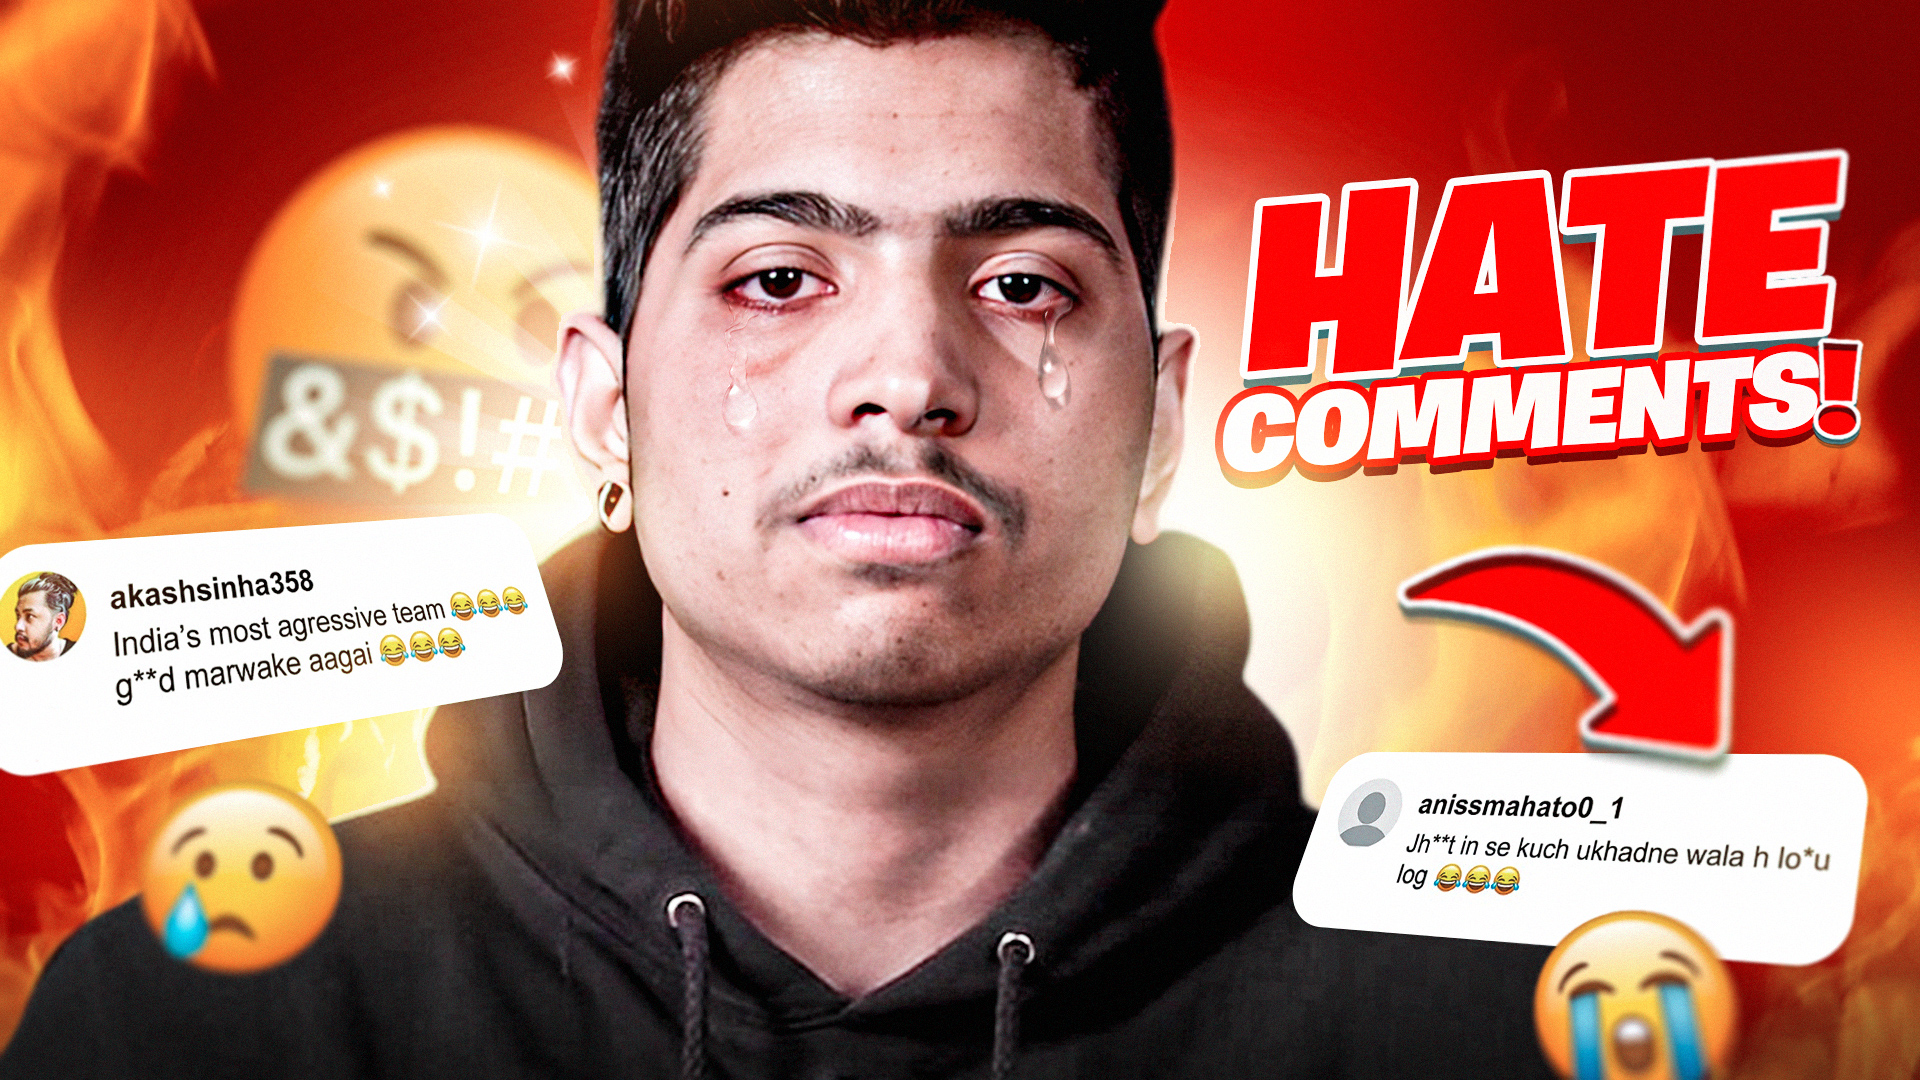 HATE
COMMENTS!
&$!#
akashsinha358
India's most agressive team 😂😂😂
g**d marwake aagai 😂😂😂
anissmahato0_1
Jh**t in se kuch ukhadne wala h lo*u
log 😂😂😂